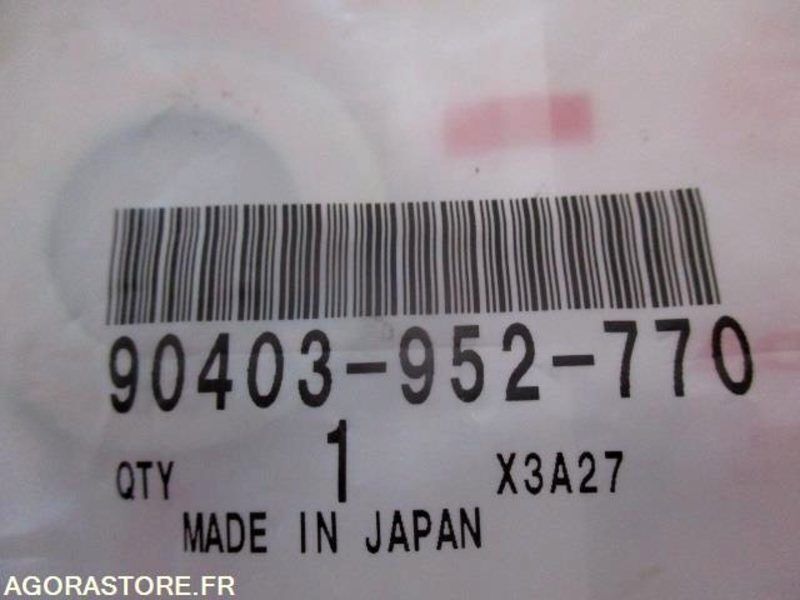 90403-952-770
QTY 1 X3A27
MADE IN JAPAN
AGORASTORE.FR